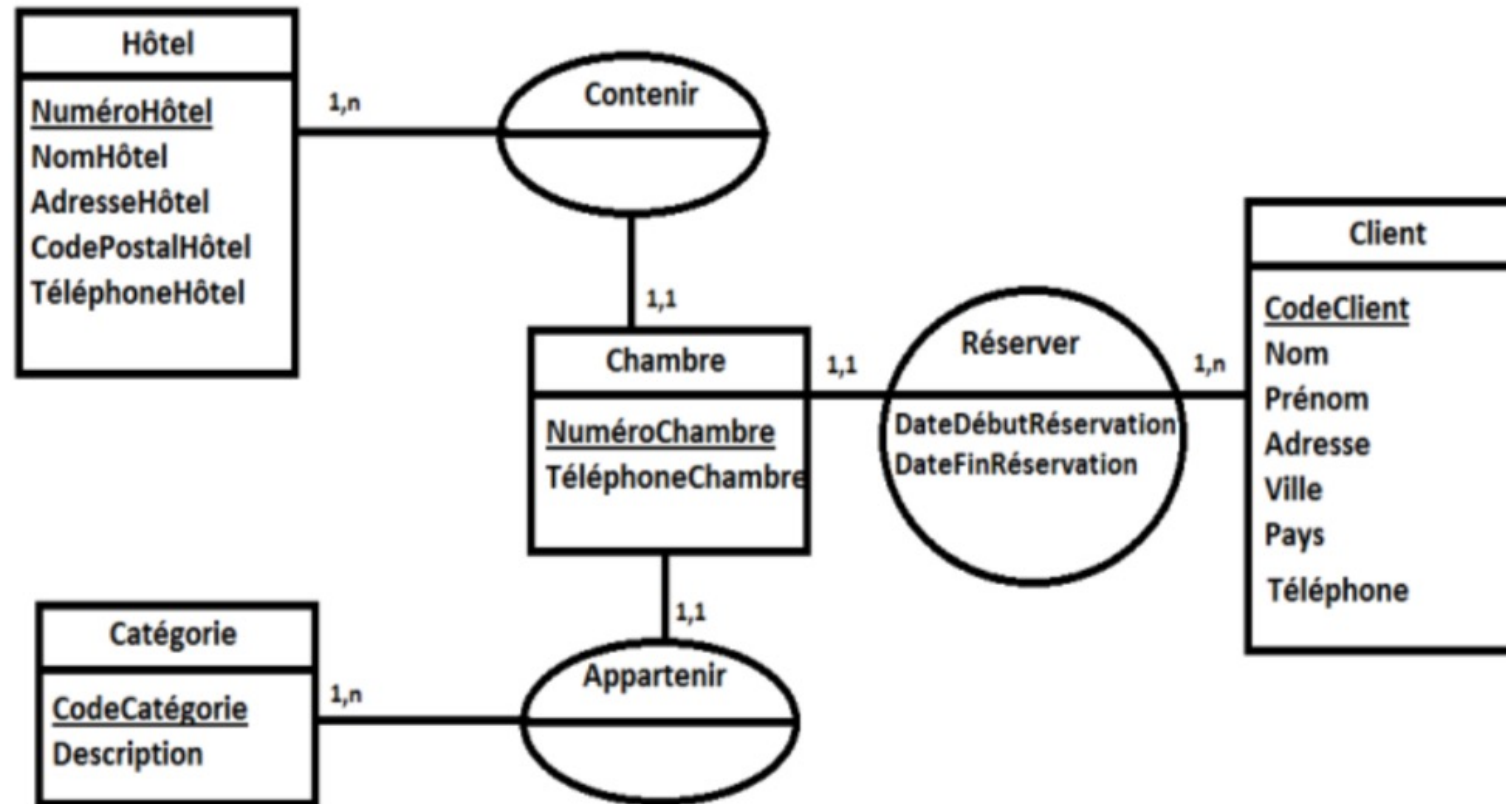 Hôtel
NuméroHôtel
NomHôtel
AdresseHôtel
CodePostalHôtel
TéléphoneHôtel
1,n
Contenir
1,1
Chambre
NuméroChambre
TéléphoneChambre
1,1
Réserver
DateDébutRéservation
DateFinRéservation
1,n
Client
CodeClient
Nom
Prénom
Adresse
Ville
Pays
Téléphone
1,1
Appartenir
1,n
Catégorie
CodeCatégorie
Description